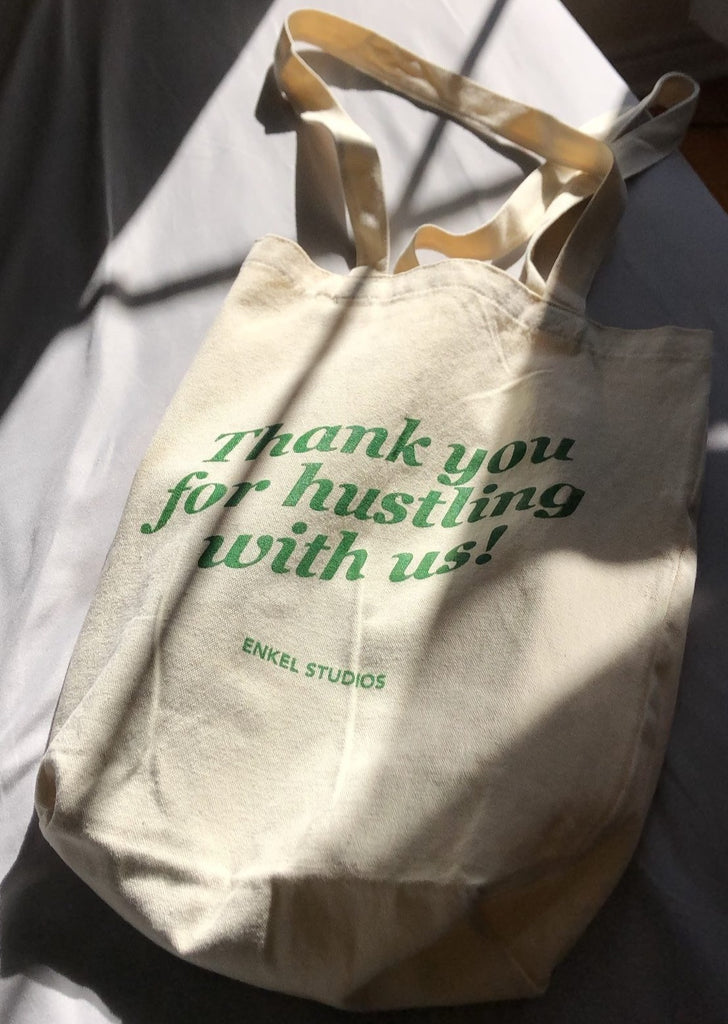 Thank you
for hustling
with us!
ENKEL STUDIOS